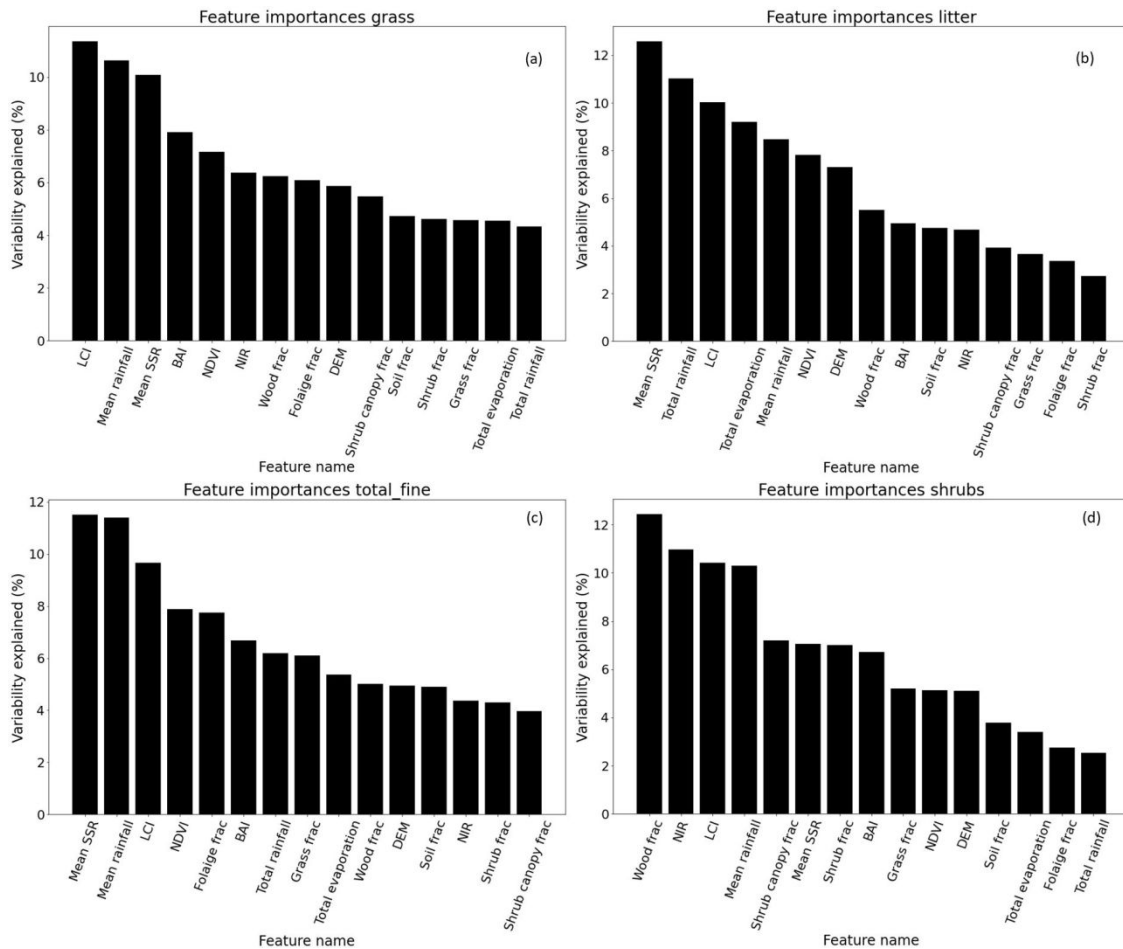 Feature importances grass
(a)
Variability explained (%)
10
8
6
4
2
0
LCI
Mean rainfall
Mean SSR
BAI
NDVI
NIR
Wood frac
Folaige frac
DEM
Shrub canopy frac
Soil frac
Shrub frac
Grass frac
Total evaporation
Total rainfall
Feature name
Feature importances litter
(b)
Variability explained (%)
12
10
8
6
4
2
0
Mean SSR
Total rainfall
LCI
Total evaporation
Mean rainfall
NDVI
DEM
Wood frac
BAI
Soil frac
NIR
Shrub canopy frac
Grass frac
Folaige frac
Shrub frac
Feature name
Feature importances total_fine
(c)
Variability explained (%)
12
10
8
6
4
2
0
Mean SSR
Mean rainfall
LCI
NDVI
Folaige frac
BAI
Total rainfall
Grass frac
Total evaporation
Wood frac
DEM
Soil frac
NIR
Shrub frac
Shrub canopy frac
Feature name
Feature importances shrubs
(d)
Variability explained (%)
12
10
8
6
4
2
0
Wood frac
NIR
LCI
Mean rainfall
Shrub canopy frac
Mean SSR
Shrub frac
BAI
Grass frac
NDVI
DEM
Soil frac
Total evaporation
Folaige frac
Total rainfall
Feature name